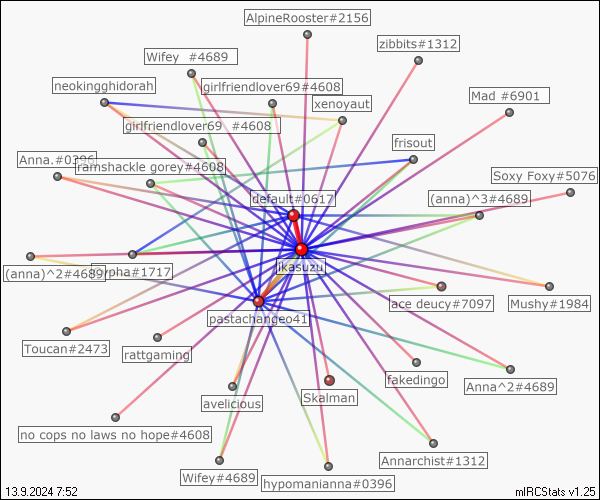 AlpineRooster#2156
zibbits#1312
Wifey #4689
neokingghidorah
girlfriendlover69#4608
Mad #6901
xenoyaut
girlfriendlover69 #4608
frisout
Anna.#0396
ramshackle gorey#4608
Soxy Foxy#5076
default#0617
(anna)^3#4689
ikasuzu
(anna)^2#4689
ace deucy#7097
Mushy#1984
pastachangeo41
Toucan#2473
rattgaming
fakedingo
Anna^2#4689
avelicious
Skalman
no cops no laws no hope#4608
Annarchist#1312
Wifey#4689
hypomanianna#0396
13.9.2024 7:52
mIRCStats v1.25